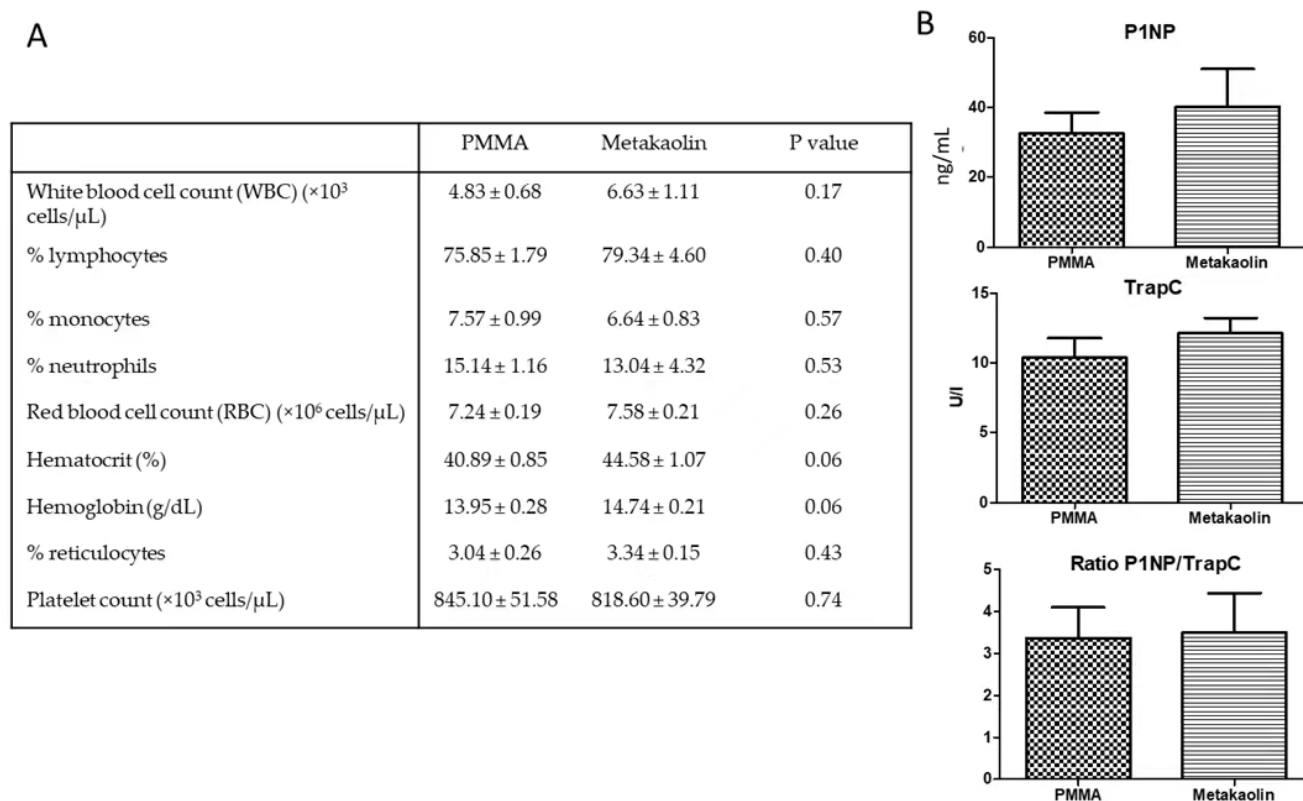 A
PMMA Metakaolin P value
White blood cell count (WBC) (×10³
cells/µL) 4.83 ± 0.68 6.63 ± 1.11 0.17
% lymphocytes 75.85 ± 1.79 79.34 ± 4.60 0.40
% monocytes 7.57 ± 0.99 6.64 ± 0.83 0.57
% neutrophils 15.14 ± 1.16 13.04 ± 4.32 0.53
Red blood cell count (RBC) (×10⁶ cells/µL) 7.24 ± 0.19 7.58 ± 0.21 0.26
Hematocrit (%) 40.89 ± 0.85 44.58 ± 1.07 0.06
Hemoglobin (g/dL) 13.95 ± 0.28 14.74 ± 0.21 0.06
% reticulocytes 3.04 ± 0.26 3.34 ± 0.15 0.43
Platelet count (×10³ cells/µL) 845.10 ± 51.58 818.60 ± 39.79 0.74
B
P1NP
ng/mL
60
40
20
0
PMMA Metakaolin
TrapC
U/l
15
10
5
0
PMMA Metakaolin
Ratio P1NP/TrapC
5
4
3
2
1
0
PMMA Metakaolin